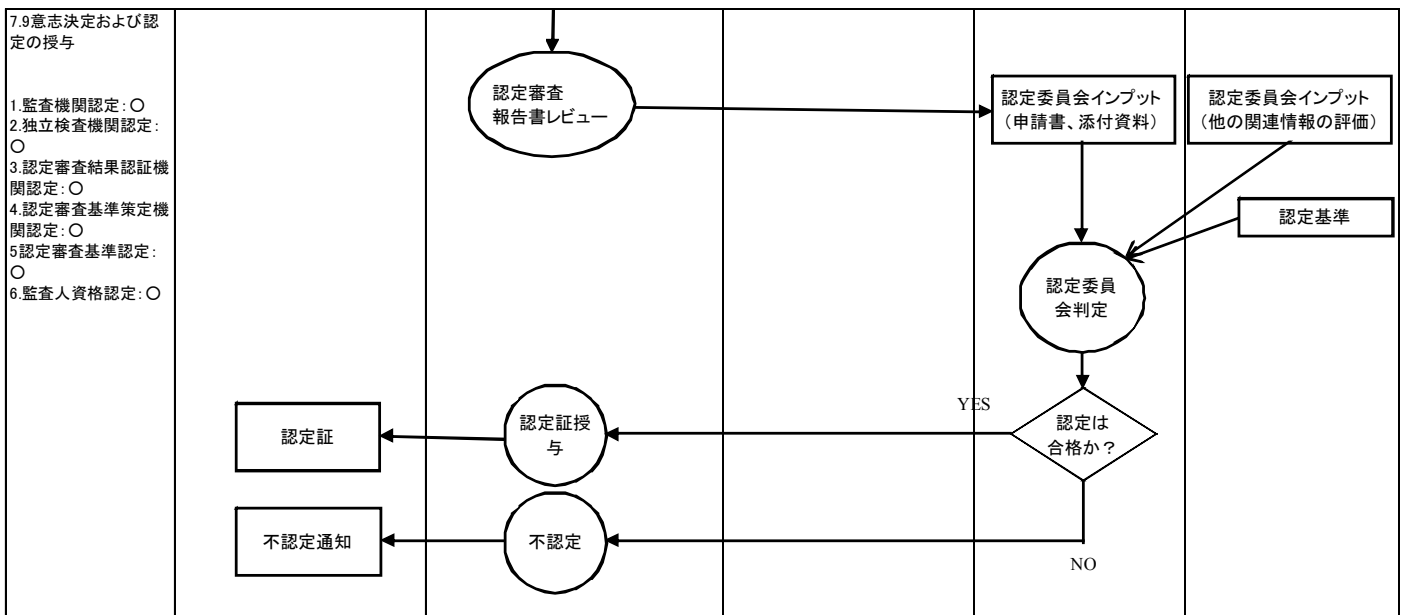 7.9意志決定および認
定の授与
1.監査機関認定：〇
2.独立検査機関認定：
〇
3.認定審査結果認証機
関認定：〇
4.認定審査基準策定機
関認定：〇
5認定審査基準認定：
〇
6.監査人資格認定：〇
認定審査
報告書レビュー
認定委員会インプット
（申請書、添付資料）
認定委員会インプット
（他の関連情報の評価）
認定基準
認定委員
会判定
YES
認定は
合格か？
認定証授
与
認定証
NO
不認定
不認定通知